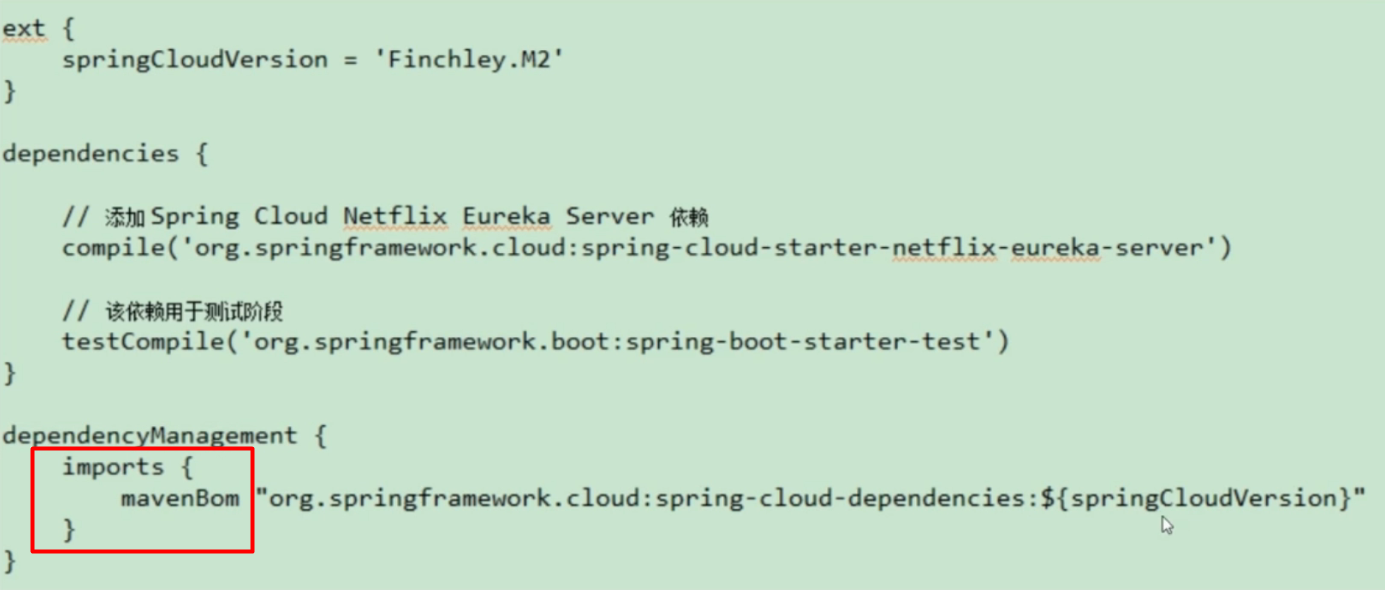 ext {
springCloudVersion = 'Finchley.M2'
}
dependencies {
// 添加 Spring Cloud Netflix Eureka Server 依赖
compile('org.springframework.cloud:spring-cloud-starter-netflix-eureka-server')
// 该依赖用于测试阶段
testCompile('org.springframework.boot:spring-boot-starter-test')
}
dependencyManagement {
imports {
mavenBom "org.springframework.cloud:spring-cloud-dependencies:${springCloudVersion}"
}
}